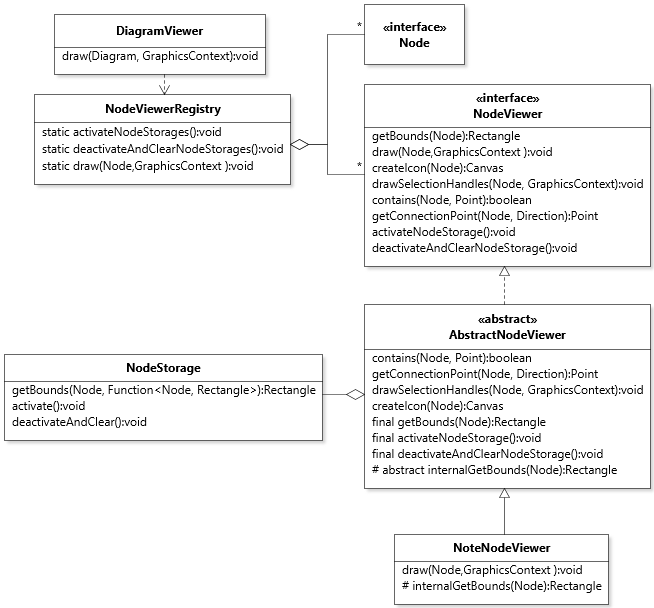 DiagramViewer
draw(Diagram, GraphicsContext):void
*
«interface»
Node
NodeViewerRegistry
static activateNodeStorages():void
static deactivateAndClearNodeStorages():void
static draw(Node,GraphicsContext ):void
*
«interface»
NodeViewer
getBounds(Node):Rectangle
draw(Node,GraphicsContext ):void
createIcon(Node):Canvas
drawSelectionHandles(Node, GraphicsContext):void
contains(Node, Point):boolean
getConnectionPoint(Node, Direction):Point
activateNodeStorage():void
deactivateAndClearNodeStorage():void
«abstract»
AbstractNodeViewer
contains(Node, Point):boolean
getConnectionPoint(Node, Direction):Point
drawSelectionHandles(Node, GraphicsContext):void
createIcon(Node):Canvas
final getBounds(Node):Rectangle
final activateNodeStorage():void
final deactivateAndClearNodeStorage():void
# abstract internalGetBounds(Node):Rectangle
NodeStorage
getBounds(Node, Function<Node, Rectangle>):Rectangle
activate():void
deactivateAndClear():void
NoteNodeViewer
draw(Node,GraphicsContext ):void
# internalGetBounds(Node):Rectangle